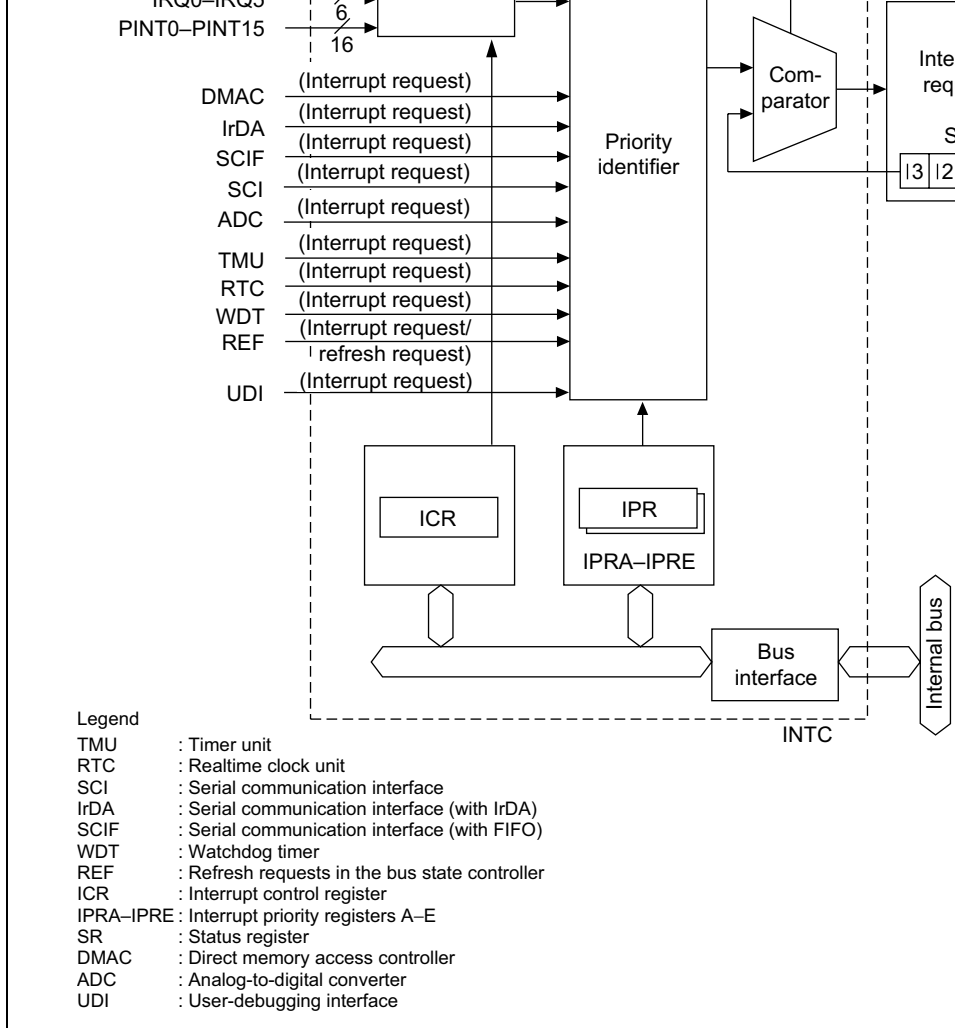 6
PINT0–PINT15
16
DMAC (Interrupt request)
IrDA (Interrupt request)
SCIF (Interrupt request)
SCI (Interrupt request)
ADC (Interrupt request)
TMU (Interrupt request)
RTC (Interrupt request)
WDT (Interrupt request)
REF (Interrupt request/
refresh request)
UDI (Interrupt request)
Priority
identifier
Com-
parator
I3 I2
ICR
IPR
IPRA–IPRE
Bus
interface
Internal bus
INTC
Legend
TMU : Timer unit
RTC : Realtime clock unit
SCI : Serial communication interface
IrDA : Serial communication interface (with IrDA)
SCIF : Serial communication interface (with FIFO)
WDT : Watchdog timer
REF : Refresh requests in the bus state controller
ICR : Interrupt control register
IPRA–IPRE : Interrupt priority registers A–E
SR : Status register
DMAC : Direct memory access controller
ADC : Analog-to-digital converter
UDI : User-debugging interface